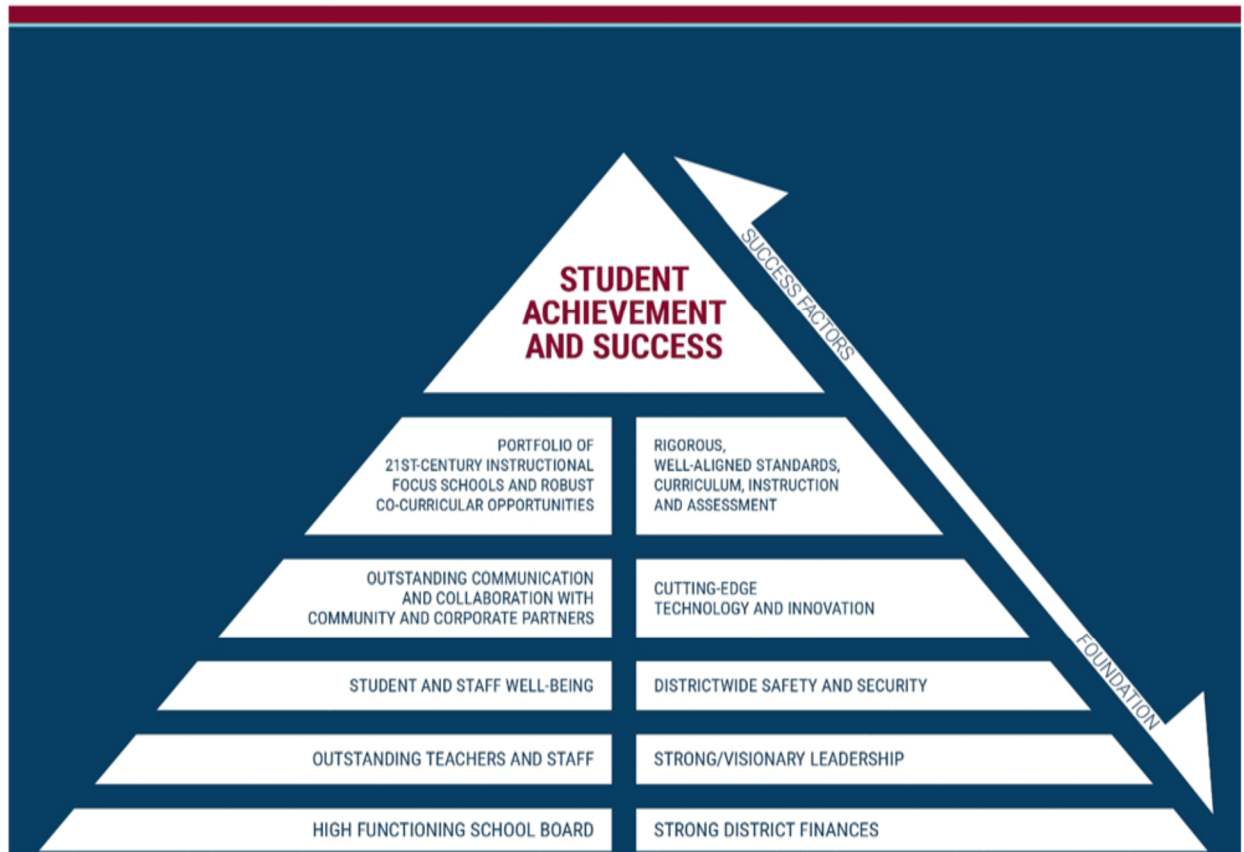 STUDENT
ACHIEVEMENT
AND SUCCESS
SUCCESS FACTORS
PORTFOLIO OF
21ST-CENTURY INSTRUCTIONAL
FOCUS SCHOOLS AND ROBUST
CO-CURRICULAR OPPORTUNITIES
RIGOROUS,
WELL-ALIGNED STANDARDS,
CURRICULUM, INSTRUCTION
AND ASSESSMENT
OUTSTANDING COMMUNICATION
AND COLLABORATION WITH
COMMUNITY AND CORPORATE PARTNERS
CUTTING-EDGE
TECHNOLOGY AND INNOVATION
FOUNDATION
STUDENT AND STAFF WELL-BEING
DISTRICTWIDE SAFETY AND SECURITY
OUTSTANDING TEACHERS AND STAFF
STRONG/VISIONARY LEADERSHIP
HIGH FUNCTIONING SCHOOL BOARD
STRONG DISTRICT FINANCES